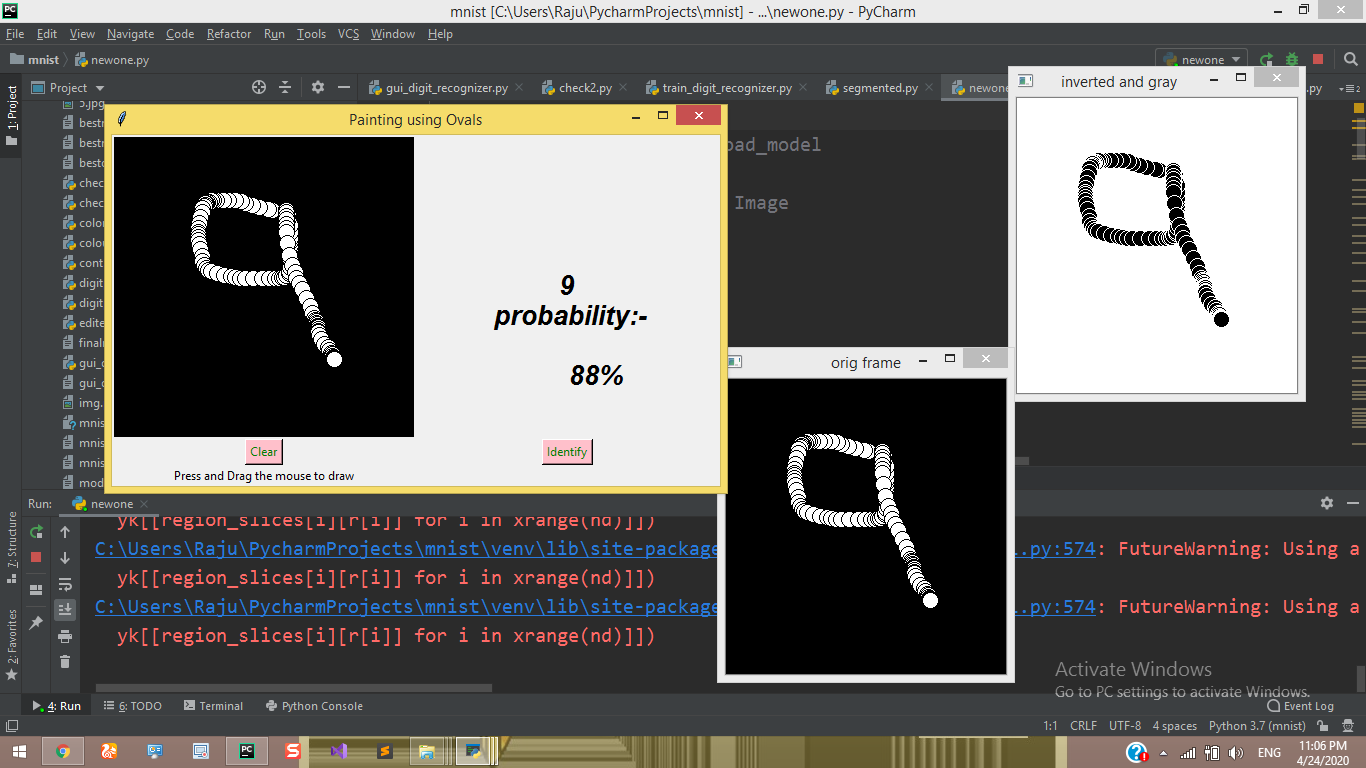 mnist [C:\Users\Raju\PycharmProjects\mnist] - ...\newone.py - PyCharm
File Edit View Navigate Code Refactor Run Tools VCS Window Help
mnist newone.py
newone
1: Project
Project
gui_digit_recognizer.py check2.py train_digit_recognizer.py segmented.py newone .py
5.jpg
bestr
bestr
bestc
chec
chec
color
colou
cont
digit
digit
edite
finaln
gui_c
gui_c
img.
mnis
mnis
mnis
mod
oad_model
Image
Painting using Ovals
9
probability:-
88%
Clear
Identify
Press and Drag the mouse to draw
inverted and gray
orig frame
Run: newone
yk[[region_slices[i][r[i]] for i in xrange(nd)]])
C:\Users\Raju\PycharmProjects\mnist\venv\lib\site-package .py:574: FutureWarning: Using a
yk[[region_slices[i][r[i]] for i in xrange(nd)]])
C:\Users\Raju\PycharmProjects\mnist\venv\lib\site-package .py:574: FutureWarning: Using a
yk[[region_slices[i][r[i]] for i in xrange(nd)]])
7: Structure
2: Favorites
Activate Windows
Go to PC settings to activate Windows.
4: Run 6: TODO Terminal Python Console Event Log
1:1 CRLF UTF-8 4 spaces Python 3.7 (mnist)
ENG
11:06 PM
4/24/2020